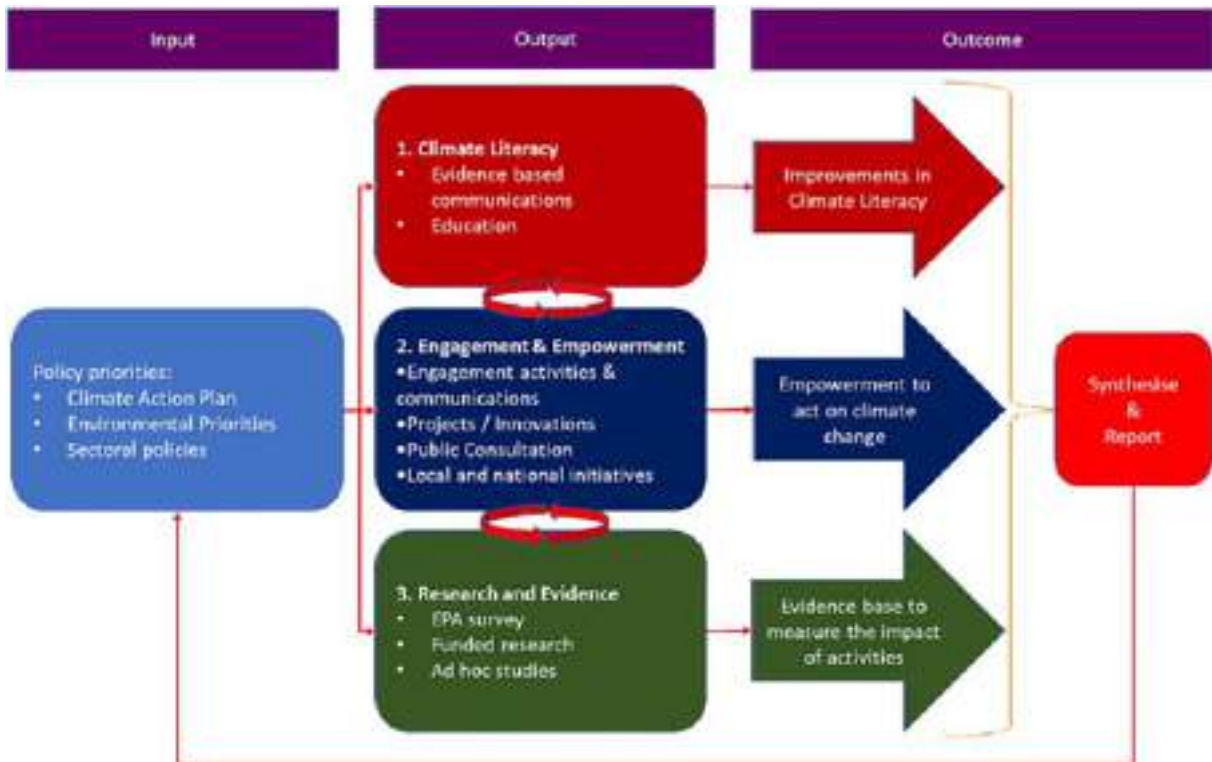 Input
Output
Outcome
Policy priorities:
• Climate Action Plan
• Environmental Priorities
• Sectoral policies
1. Climate Literacy
• Evidence based
communications
• Education
2. Engagement & Empowerment
•Engagement activities &
communications
•Projects / Innovations
•Public Consultation
•Local and national initiatives
3. Research and Evidence
• EPA survey
• Funded research
• Ad hoc studies
Improvements in
Climate Literacy
Empowerment to
act on climate
change
Evidence base to
measure the impact
of activities
Synthesise
&
Report